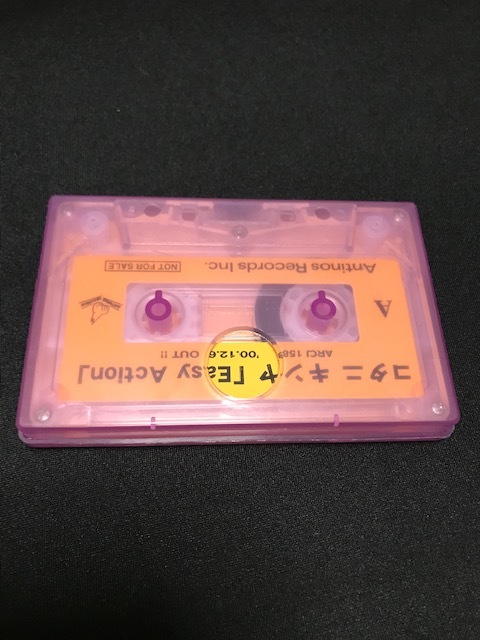 コタニ キンヤ「Easy Action」
ARCJ 158
'00.12.6 OUT !!
A
Antinos Records Inc.
NOT FOR SALE